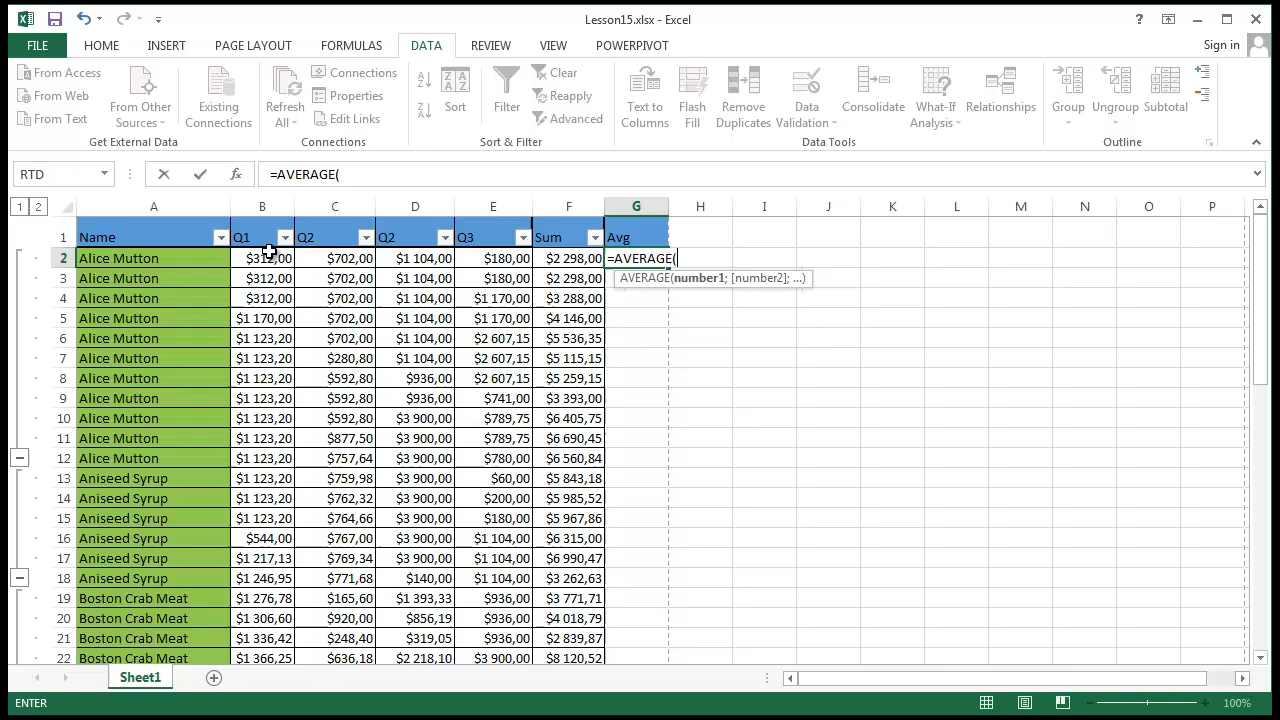 Lesson15.xlsx - Excel
?
FILE HOME INSERT PAGE LAYOUT FORMULAS DATA REVIEW VIEW POWERPIVOT Sign in
From Access
From Web
From Text
From Other
Sources
Existing
Connections
Get External Data
Refresh
All
Connections
Properties
Edit Links
Connections
A
Z
Z
A
Sort
Filter
Clear
Reapply
Advanced
Sort & Filter
Text to
Columns
Flash
Fill
Remove
Duplicates
Data
Validation
Consolidate
What-If
Analysis
Relationships
Data Tools
Group
Ungroup
Subtotal
Outline
RTD fx =AVERAGE(
1 2 A B C D E F G H I J K L M N O P
1 Name Q1 Q2 Q2 Q3 Sum Avg
2 Alice Mutton $312,00 $702,00 $1 104,00 $180,00 $2 298,00 =AVERAGE(
AVERAGE(number1; [number2]; ...)
3 Alice Mutton $312,00 $702,00 $1 104,00 $180,00 $2 298,00
4 Alice Mutton $312,00 $702,00 $1 104,00 $1 170,00 $3 288,00
5 Alice Mutton $1 170,00 $702,00 $1 104,00 $1 170,00 $4 146,00
6 Alice Mutton $1 123,20 $702,00 $1 104,00 $2 607,15 $5 536,35
7 Alice Mutton $1 123,20 $280,80 $1 104,00 $2 607,15 $5 115,15
8 Alice Mutton $1 123,20 $592,80 $936,00 $2 607,15 $5 259,15
9 Alice Mutton $1 123,20 $592,80 $936,00 $741,00 $3 393,00
10 Alice Mutton $1 123,20 $592,80 $3 900,00 $789,75 $6 405,75
11 Alice Mutton $1 123,20 $877,50 $3 900,00 $789,75 $6 690,45
12 Alice Mutton $1 123,20 $757,64 $3 900,00 $780,00 $6 560,84
13 Aniseed Syrup $1 123,20 $759,98 $3 900,00 $60,00 $5 843,18
14 Aniseed Syrup $1 123,20 $762,32 $3 900,00 $200,00 $5 985,52
15 Aniseed Syrup $1 123,20 $764,66 $3 900,00 $180,00 $5 967,86
16 Aniseed Syrup $544,00 $767,00 $3 900,00 $1 104,00 $6 315,00
17 Aniseed Syrup $1 217,13 $769,34 $3 900,00 $1 104,00 $6 990,47
18 Aniseed Syrup $1 246,95 $771,68 $140,00 $1 104,00 $3 262,63
19 Boston Crab Meat $1 276,78 $165,60 $1 393,33 $936,00 $3 771,71
20 Boston Crab Meat $1 306,60 $920,00 $856,19 $936,00 $4 018,79
21 Boston Crab Meat $1 336,42 $248,40 $319,05 $936,00 $2 839,87
22 Boston Crab Meat $1 366,25 $636,18 $2 218,10 $3 900,00 $8 120,52
Sheet1
ENTER 100%